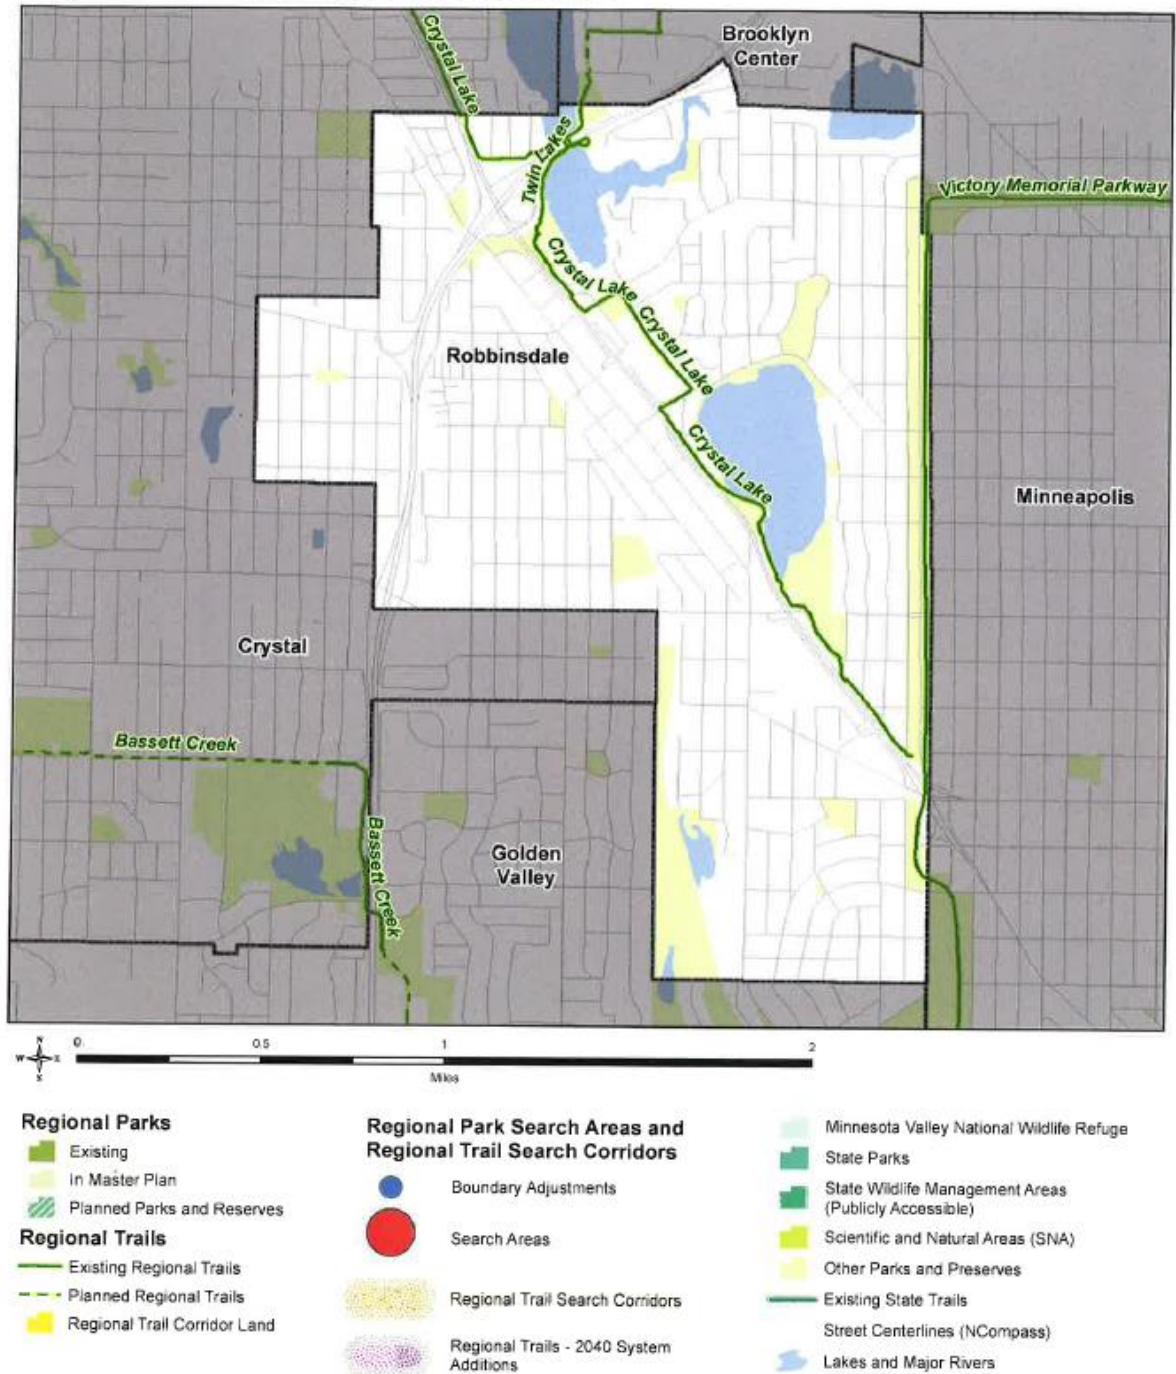 Brooklyn
Center
Crystal Lake
Twin Lakes
Victory Memorial Parkway
Crystal Lake
Crystal Lake
Robbinsdale
Crystal Lake
Minneapolis
Crystal
Bassett Creek
Bassett Creek
Golden
Valley
N
W E
S
0 0.5 1 2
Miles
Regional Parks
Existing
In Master Plan
Planned Parks and Reserves
Regional Trails
Existing Regional Trails
Planned Regional Trails
Regional Trail Corridor Land
Regional Park Search Areas and
Regional Trail Search Corridors
Boundary Adjustments
Search Areas
Regional Trail Search Corridors
Regional Trails - 2040 System
Additions
Minnesota Valley National Wildlife Refuge
State Parks
State Wildlife Management Areas
(Publicly Accessible)
Scientific and Natural Areas (SNA)
Other Parks and Preserves
Existing State Trails
Street Centerlines (NCompass)
Lakes and Major Rivers